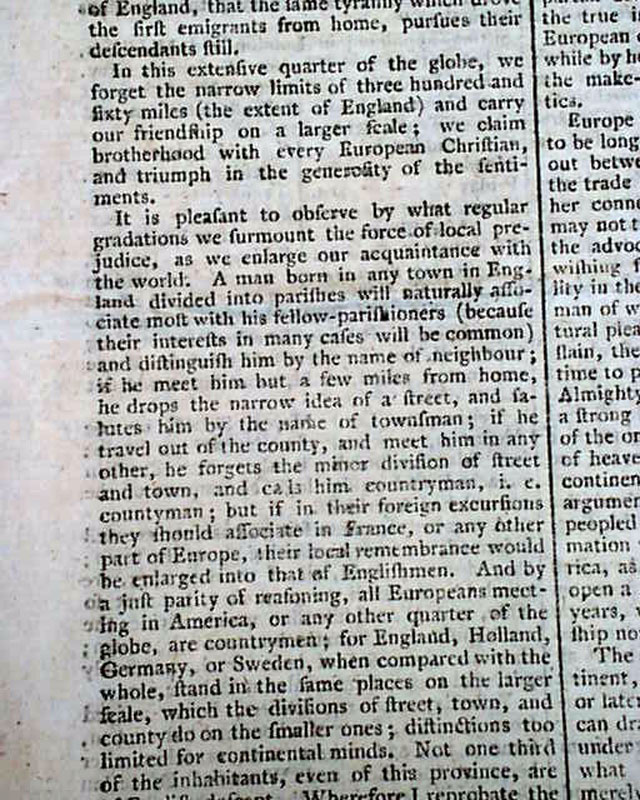 of England, that the ſame tyranny which drove
the firſt emigrants from home, purſues their
deſcendants ſtill.
In this extenſive quarter of the globe, we
forget the narrow limits of three hundred and
ſixty miles (the extent of England) and carry
our friendſhip on a larger ſcale; we claim
brotherhood with every European Chriſtian,
and triumph in the generoſity of the ſenti-
ments.
It is pleaſant to obſerve by what regular
gradations we ſurmount the force of local pre-
judice, as we enlarge our acquaintance with
the world. A man born in any town in Eng-
land divided into pariſhes will naturally aſſo-
ciate moſt with his fellow-pariſhioners (becauſe
their intereſts in many caſes will be common)
and diſtinguiſh him by the name of neighbour;
if he meet him but a few miles from home,
he drops the narrow idea of a ſtreet, and ſa-
lutes him by the name of townſman; if he
travel out of the county, and meet him in any
other, he forgets the minor diviſion of ſtreet
and town, and calls him countryman, i. e.
countyman; but if in their foreign excurſions
they ſhould aſſociate in France, or any other
part of Europe, their local remembrance would
be enlarged into that of Engliſhmen. And by
a juſt parity of reaſoning, all Europeans meet-
ing in America, or any other quarter of the
globe, are countrymen; for England, Holland,
Germany, or Sweden, when compared with the
whole, ſtand in the ſame places on the larger
ſcale, which the diviſions of ſtreet, town, and
county do on the ſmaller ones; diſtinctions too
limited for continental minds. Not one third
of the inhabitants, even of this province, are
Wherefore I reprobate the
the true
European
while by
the make-
tics.
Europe
to be long
out betwe
the trade
her conne
may not t
the advoc
wiſhing f
lity in the
man of w
tural plea
ſlain, the
time to p
Almighty
a ſtrong
of the or
of heave
continen
argumen
peopled
mation
rica, as
open a
years,
ſhip no
The
tinent,
or late
can dra
under
what
merely